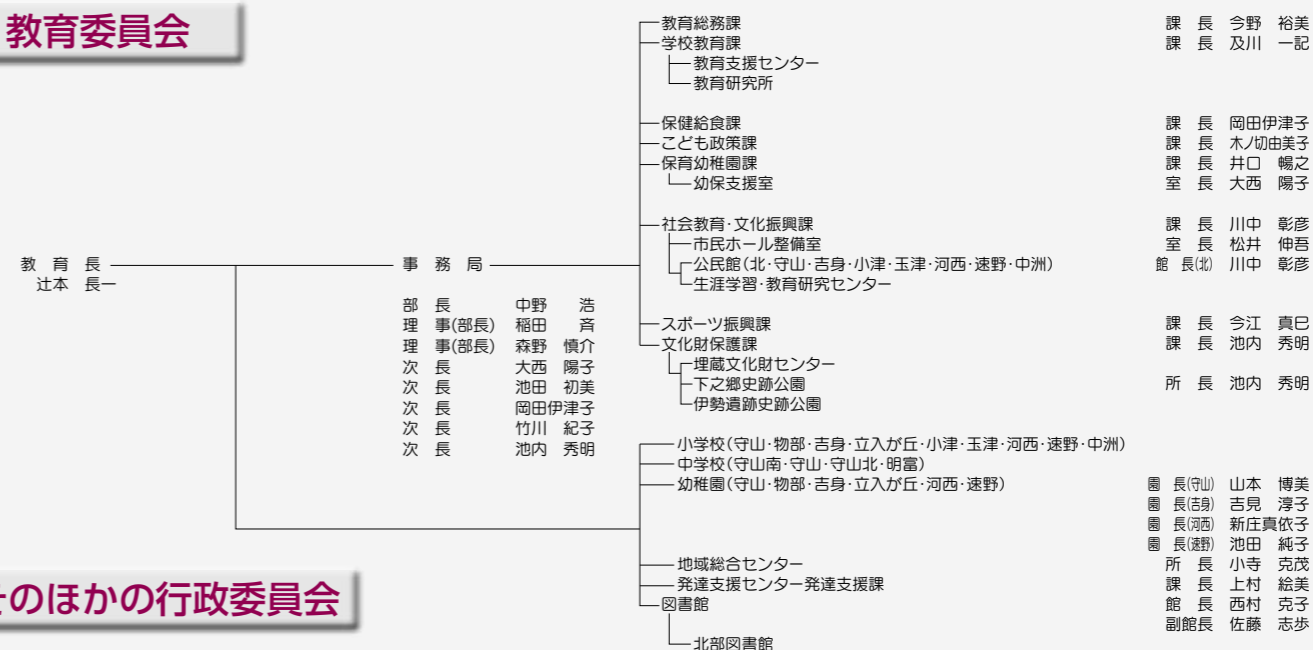 教育委員会
教育総務課 課長 今野 裕美
学校教育課 課長 及川 一記
教育支援センター
教育研究所
保健給食課 課長 岡田伊津子
こども政策課 課長 木ノ切由美子
保育幼稚園課 課長 井口 暢之
幼保支援室 室長 大西 陽子
社会教育・文化振興課 課長 川中 彰彦
市民ホール整備室 室長 松井 伸吾
教育長 事務局 公民館(北・守山・吉身・小津・玉津・河西・速野・中洲) 館長(北) 川中 彰彦
辻本 長一 生涯学習・教育研究センター
部長 中野 浩
理事(部長) 稲田 斉 スポーツ振興課 課長 今江 真巳
理事(部長) 森野 慎介 文化財保護課 課長 池内 秀明
次長 大西 陽子 埋蔵文化財センター
次長 池田 初美 下之郷史跡公園 所長 池内 秀明
次長 岡田伊津子 伊勢遺跡史跡公園
次長 竹川 紀子
次長 池内 秀明 小学校(守山・物部・吉身・立入が丘・小津・玉津・河西・速野・中洲)
中学校(守山南・守山・守山北・明富)
幼稚園(守山・物部・吉身・立入が丘・河西・速野) 園長(守山) 山本 博美
園長(吉身) 吉見 淳子
園長(河西) 新庄真依子
園長(速野) 池田 純子
地域総合センター 所長 小寺 克茂
発達支援センター発達支援課 課長 上村 絵美
図書館 館長 西村 克子
副館長 佐藤 志歩
北部図書館
そのほかの行政委員会